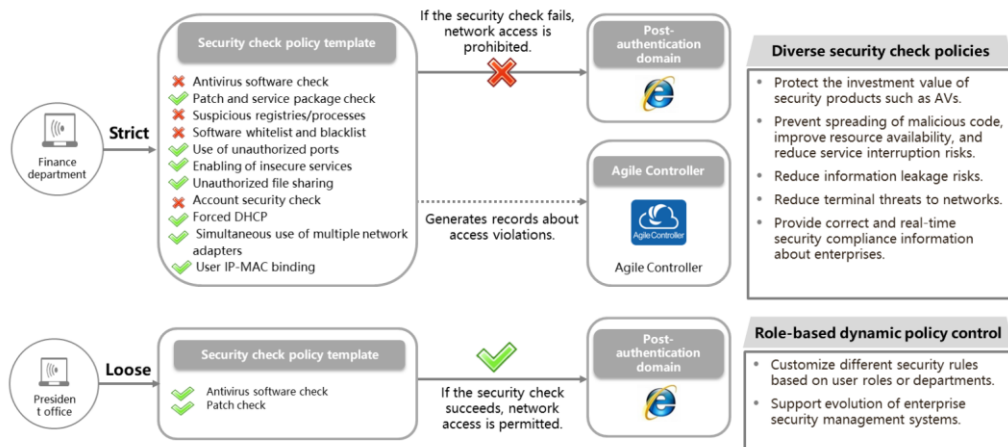 Security check policy template
Antivirus software check
Patch and service package check
Suspicious registries/processes
Software whitelist and blacklist
Use of unauthorized ports
Enabling of insecure services
Unauthorized file sharing
Account security check
Forced DHCP
Simultaneous use of multiple network
adapters
User IP-MAC binding
Finance
department
Strict
If the security check fails,
network access is
prohibited.
Post-
authentication
domain
Generates records about
access violations.
Agile Controller
AgileController
Agile Controller
Diverse security check policies
• Protect the investment value of
security products such as AVs.
• Prevent spreading of malicious code,
improve resource availability, and
reduce service interruption risks.
• Reduce information leakage risks.
• Reduce terminal threats to networks.
• Provide correct and real-time
security compliance information
about enterprises.
Presiden
t office
Loose
Security check policy template
Antivirus software check
Patch check
If the security check
succeeds, network
access is permitted.
Post-
authentication
domain
Role-based dynamic policy control
• Customize different security rules
based on user roles or departments.
• Support evolution of enterprise
security management systems.